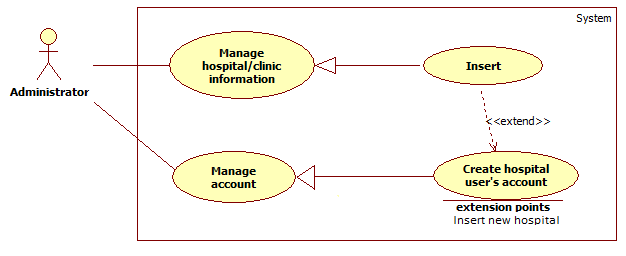 System
Manage
hospital/clinic
information
Insert
Administrator
<<extend>>
Manage
account
Create hospital
user's account
extension points
Insert new hospital